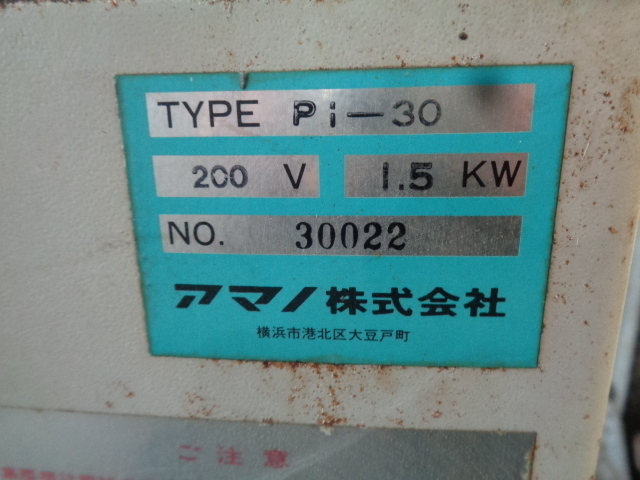 TYPE Pi-30
200 V 1.5 KW
NO. 30022
アマノ株式会社
横浜市港北区大豆戸町
ご注意